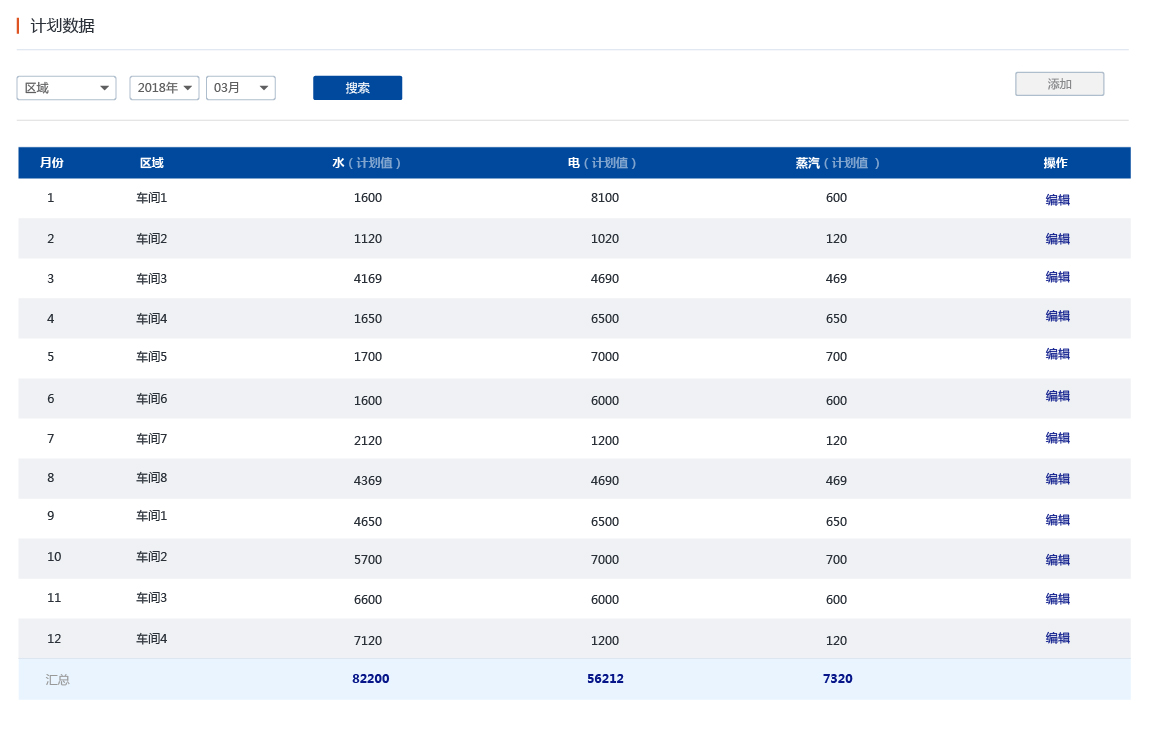 计划数据
区域 2018年 03月 搜索 添加
月份 区域 水（计划值） 电（计划值） 蒸汽（计划值 ） 操作
1 车间1 1600 8100 600 编辑
2 车间2 1120 1020 120 编辑
3 车间3 4169 4690 469 编辑
4 车间4 1650 6500 650 编辑
5 车间5 1700 7000 700 编辑
6 车间6 1600 6000 600 编辑
7 车间7 2120 1200 120 编辑
8 车间8 4369 4690 469 编辑
9 车间1 4650 6500 650 编辑
10 车间2 5700 7000 700 编辑
11 车间3 6600 6000 600 编辑
12 车间4 7120 1200 120 编辑
汇总 82200 56212 7320